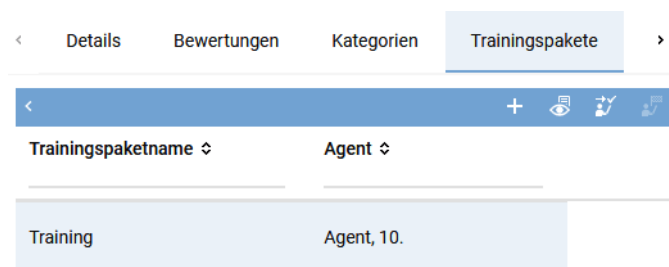 Details Bewertungen Kategorien Trainingspakete
Trainingspaketname Agent
Training Agent, 10.